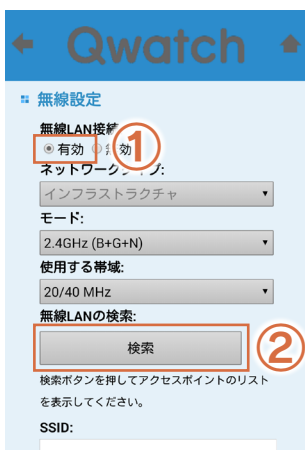 Qwatch
無線設定
無線LAN接続
①
有効 効
ネットワーク プ:
インフラストラクチャ
モード:
2.4GHz (B+G+N)
使用する帯域:
20/40 MHz
無線LANの検索:
検索
②
検索ボタンを押してアクセスポイントのリスト
を表示してください。
SSID: